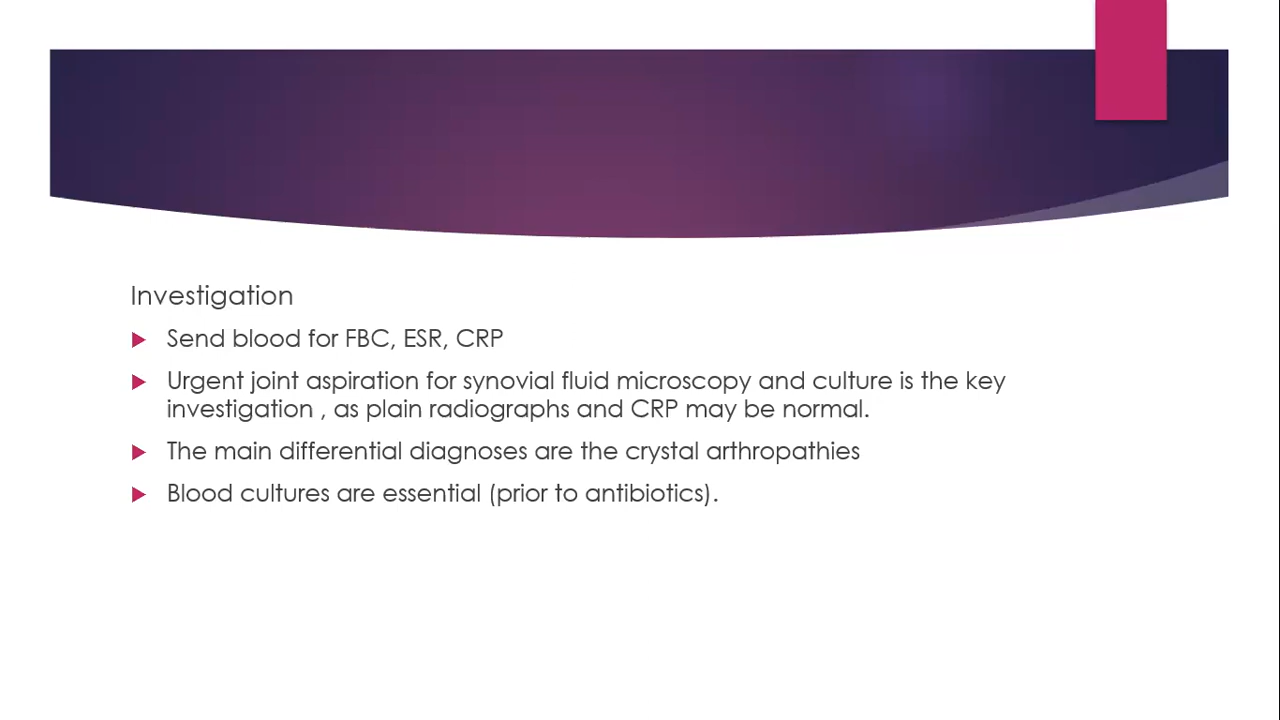 Investigation
Send blood for FBC, ESR, CRP
Urgent joint aspiration for synovial fluid microscopy and culture is the key
investigation , as plain radiographs and CRP may be normal.
The main differential diagnoses are the crystal arthropathies
Blood cultures are essential (prior to antibiotics).